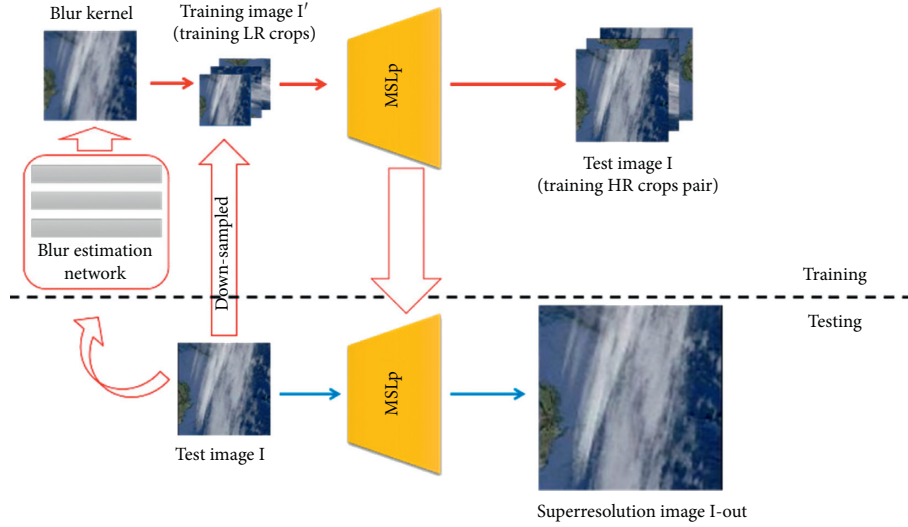 Blur kernel
Training image I′
(training LR crops)
MSLp
Test image I
(training HR crops pair)
Blur estimation
network
Down-sampled
Training
Testing
MSLp
Test image I
Superresolution image I-out